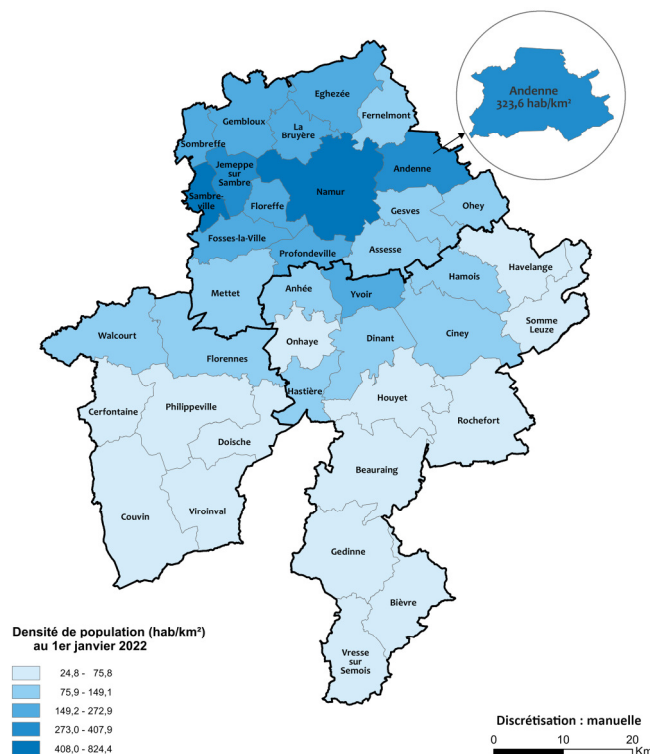 Andenne
323,6 hab/km²
Eghezée
Gembloux
Fernelmont
La
Bruyère
Sombreffe
Jemeppe
sur
Sambre
Andenne
Namur
Sambre-
ville
Floreffe
Ohey
Gesves
Fosses-la-Ville
Assesse
Profondeville
Havelange
Hamois
Anhée
Mettet
Yvoir
Somme
Leuze
Walcourt
Ciney
Dinant
Onhaye
Florennes
Hastière
Houyet
Philippeville
Cerfontaine
Rochefort
Doische
Beauraing
Viroinval
Couvin
Gedinne
Bièvre
Vresse
sur
Semois
Densité de population (hab/km²)
au 1er janvier 2022
24,8 - 75,8
75,9 - 149,1
149,2 - 272,9
273,0 - 407,9
408,0 - 824,4
Discrétisation : manuelle
0 10 20
Km